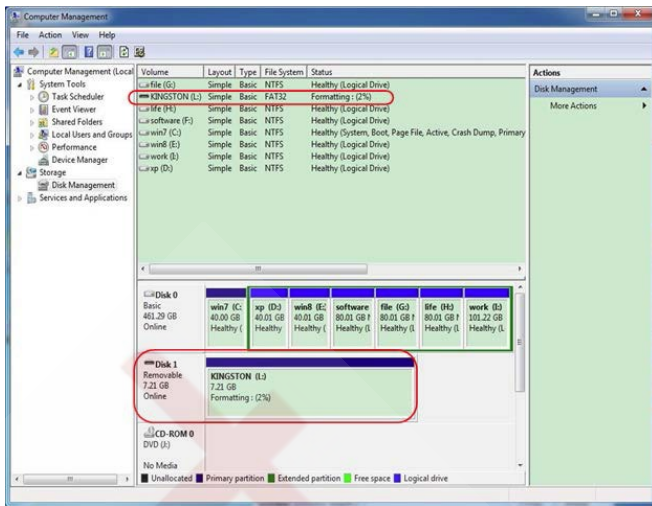 Computer Management
File Action View Help
Computer Management (Local
System Tools
Task Scheduler
Event Viewer
Shared Folders
Local Users and Groups
Performance
Device Manager
Storage
Disk Management
Services and Applications
Volume Layout Type File System Status
file (G:) Simple Basic NTFS Healthy (Logical Drive)
KINGSTON (L:) Simple Basic FAT32 Formatting : (2%)
life (H:) Simple Basic NTFS Healthy (Logical Drive)
software (F:) Simple Basic NTFS Healthy (Logical Drive)
win7 (C:) Simple Basic NTFS Healthy (System, Boot, Page File, Active, Crash Dump, Primary
win8 (E:) Simple Basic NTFS Healthy (Logical Drive)
work (I:) Simple Basic NTFS Healthy (Logical Drive)
xp (D:) Simple Basic NTFS Healthy (Logical Drive)
Actions
Disk Management
More Actions
Disk 0
Basic
461.29 GB
Online
win7 (C:
40.00 GB
Healthy (
xp (D:)
40.01 GB
Healthy
win8 (E:
40.01 GB
Healthy (
software
80.01 GB
Healthy (L
file (G:)
80.01 GB
Healthy (L
life (H:)
80.01 GB
Healthy (L
work (I:)
101.22 GB
Healthy (L
Disk 1
Removable
7.21 GB
Online
KINGSTON (L:)
7.21 GB
Formatting : (2%)
CD-ROM 0
DVD (J:)
No Media
Unallocated Primary partition Extended partition Free space Logical drive